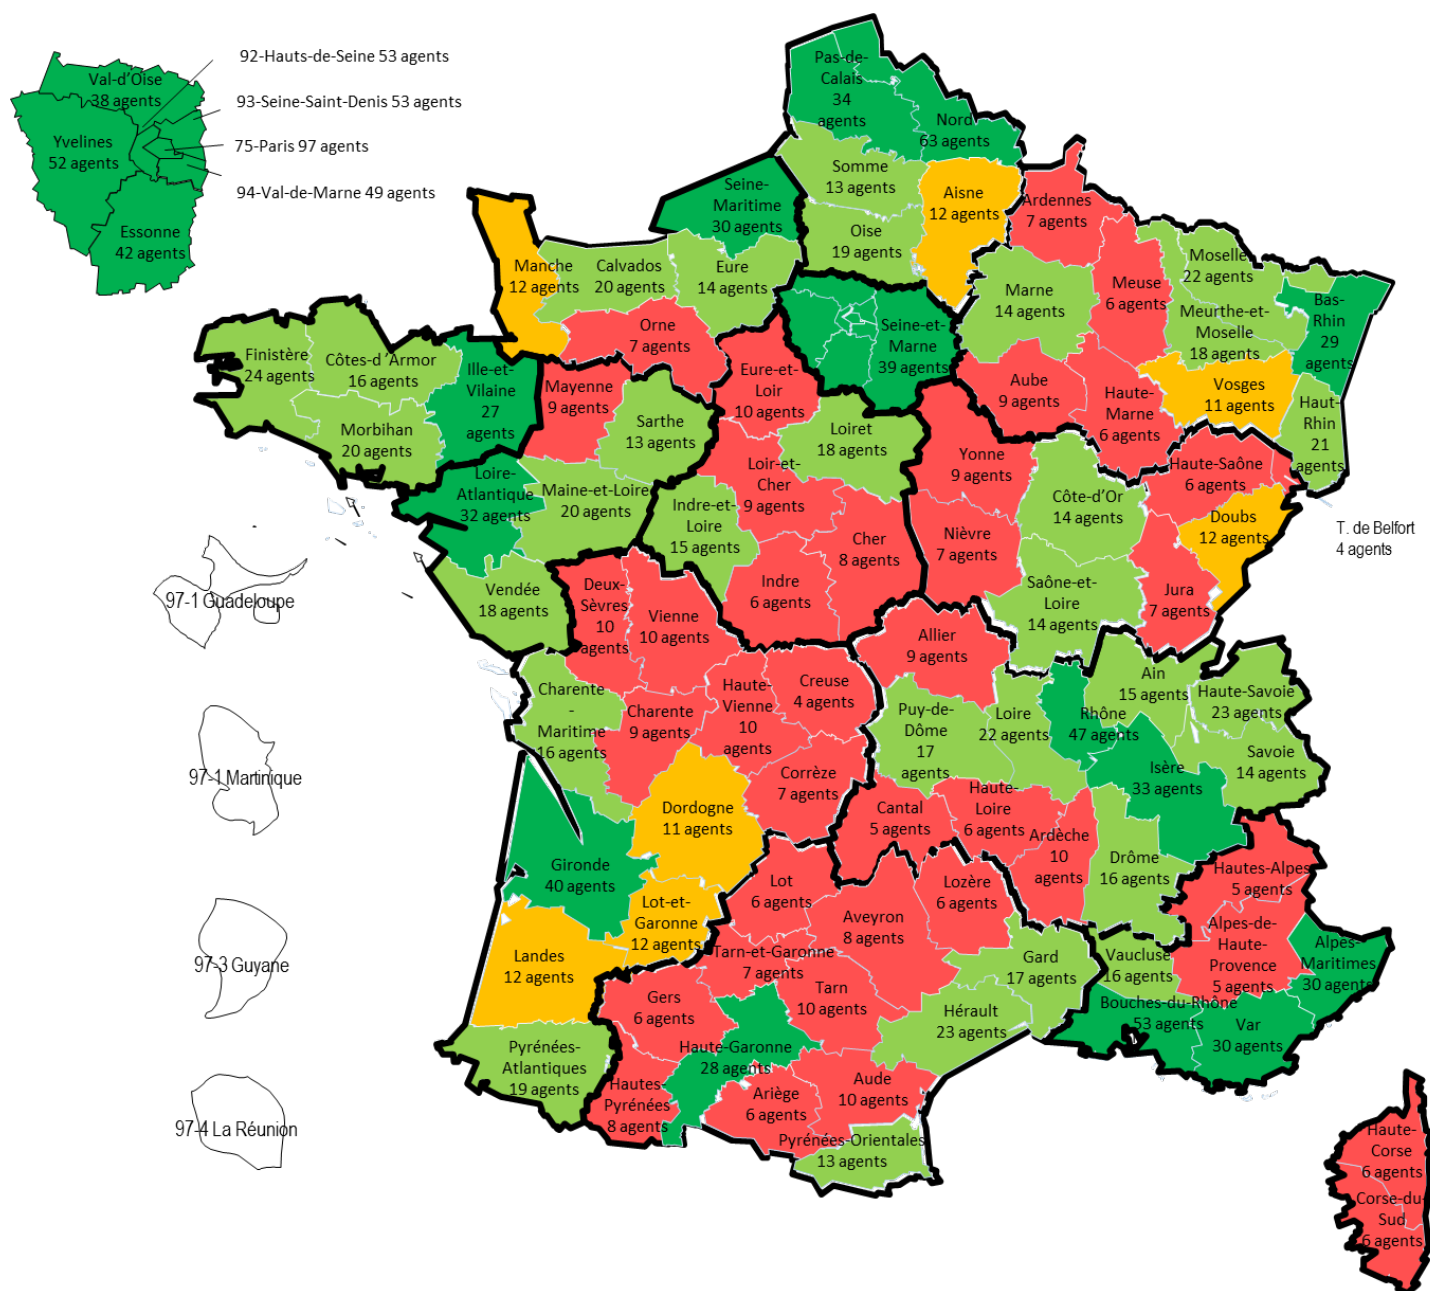 92-Hauts-de-Seine 53 agents
Val-d'Oise
38 agents
93-Seine-Saint-Denis 53 agents
Yvelines
52 agents
75-Paris 97 agents
94-Val-de-Marne 49 agents
Essonne
42 agents
Pas-de-
Calais
34
agents
Nord
63 agents
Somme
13 agents
Aisne
12 agents
Oise
19 agents
Seine-
Maritime
30 agents
Ardennes
7 agents
Manche
12 agents
Calvados
20 agents
Eure
14 agents
Orne
7 agents
Marne
14 agents
Meuse
6 agents
Moselle
22 agents
Meurthe-et-
Moselle
18 agents
Bas-
Rhin
29
agents
Seine-et-
Marne
39 agents
Finistère
24 agents
Côtes-d'Armor
16 agents
Ille-et-
Vilaine
27
agents
Morbihan
20 agents
Mayenne
9 agents
Sarthe
13 agents
Eure-et-
Loir
10 agents
Loiret
18 agents
Aube
9 agents
Haute-
Marne
6 agents
Vosges
11 agents
Haut-
Rhin
21
agents
Loire-
Atlantique
32 agents
Maine-et-Loire
20 agents
Indre-et-
Loire
15 agents
Loir-et-
Cher
9 agents
Yonne
9 agents
Côte-d'Or
14 agents
Haute-Saône
6 agents
T. de Belfort
4 agents
Doubs
12 agents
Vendée
18 agents
Deux-
Sèvres
10
agents
Vienne
10 agents
Indre
6 agents
Cher
8 agents
Nièvre
7 agents
Saône-et-
Loire
14 agents
Jura
7 agents
97-1 Guadeloupe
Charente
-
Maritime
16 agents
Charente
9 agents
Haute-
Vienne
10
agents
Creuse
4 agents
Allier
9 agents
Puy-de-
Dôme
17
agents
Loire
22 agents
Rhône
47 agents
Ain
15 agents
Haute-Savoie
23 agents
Savoie
14 agents
Isère
33 agents
97-1 Martinique
Corrèze
7 agents
Dordogne
11 agents
Cantal
5 agents
Haute-
Loire
6 agents
Ardèche
10
agents
Drôme
16 agents
Hautes-Alpes
5 agents
Gironde
40 agents
Lot-et-
Garonne
12 agents
Lot
6 agents
Aveyron
8 agents
Lozère
6 agents
97-3 Guyane
Landes
12 agents
Tarn-et-Garonne
7 agents
Tarn
10 agents
Gard
17 agents
Vaucluse
16 agents
Alpes-de-
Haute-
Provence
5 agents
Alpes-
Maritimes
30 agents
Gers
6 agents
Haute-Garonne
28 agents
Hérault
23 agents
Bouches-du-Rhône
53 agents
Var
30 agents
Pyrénées-
Atlantiques
19 agents
Hautes-
Pyrénées
8 agents
Ariège
6 agents
Aude
10 agents
Pyrénées-Orientales
13 agents
97-4 La Réunion
Haute-
Corse
6 agents
Corse-du-
Sud
6 agents